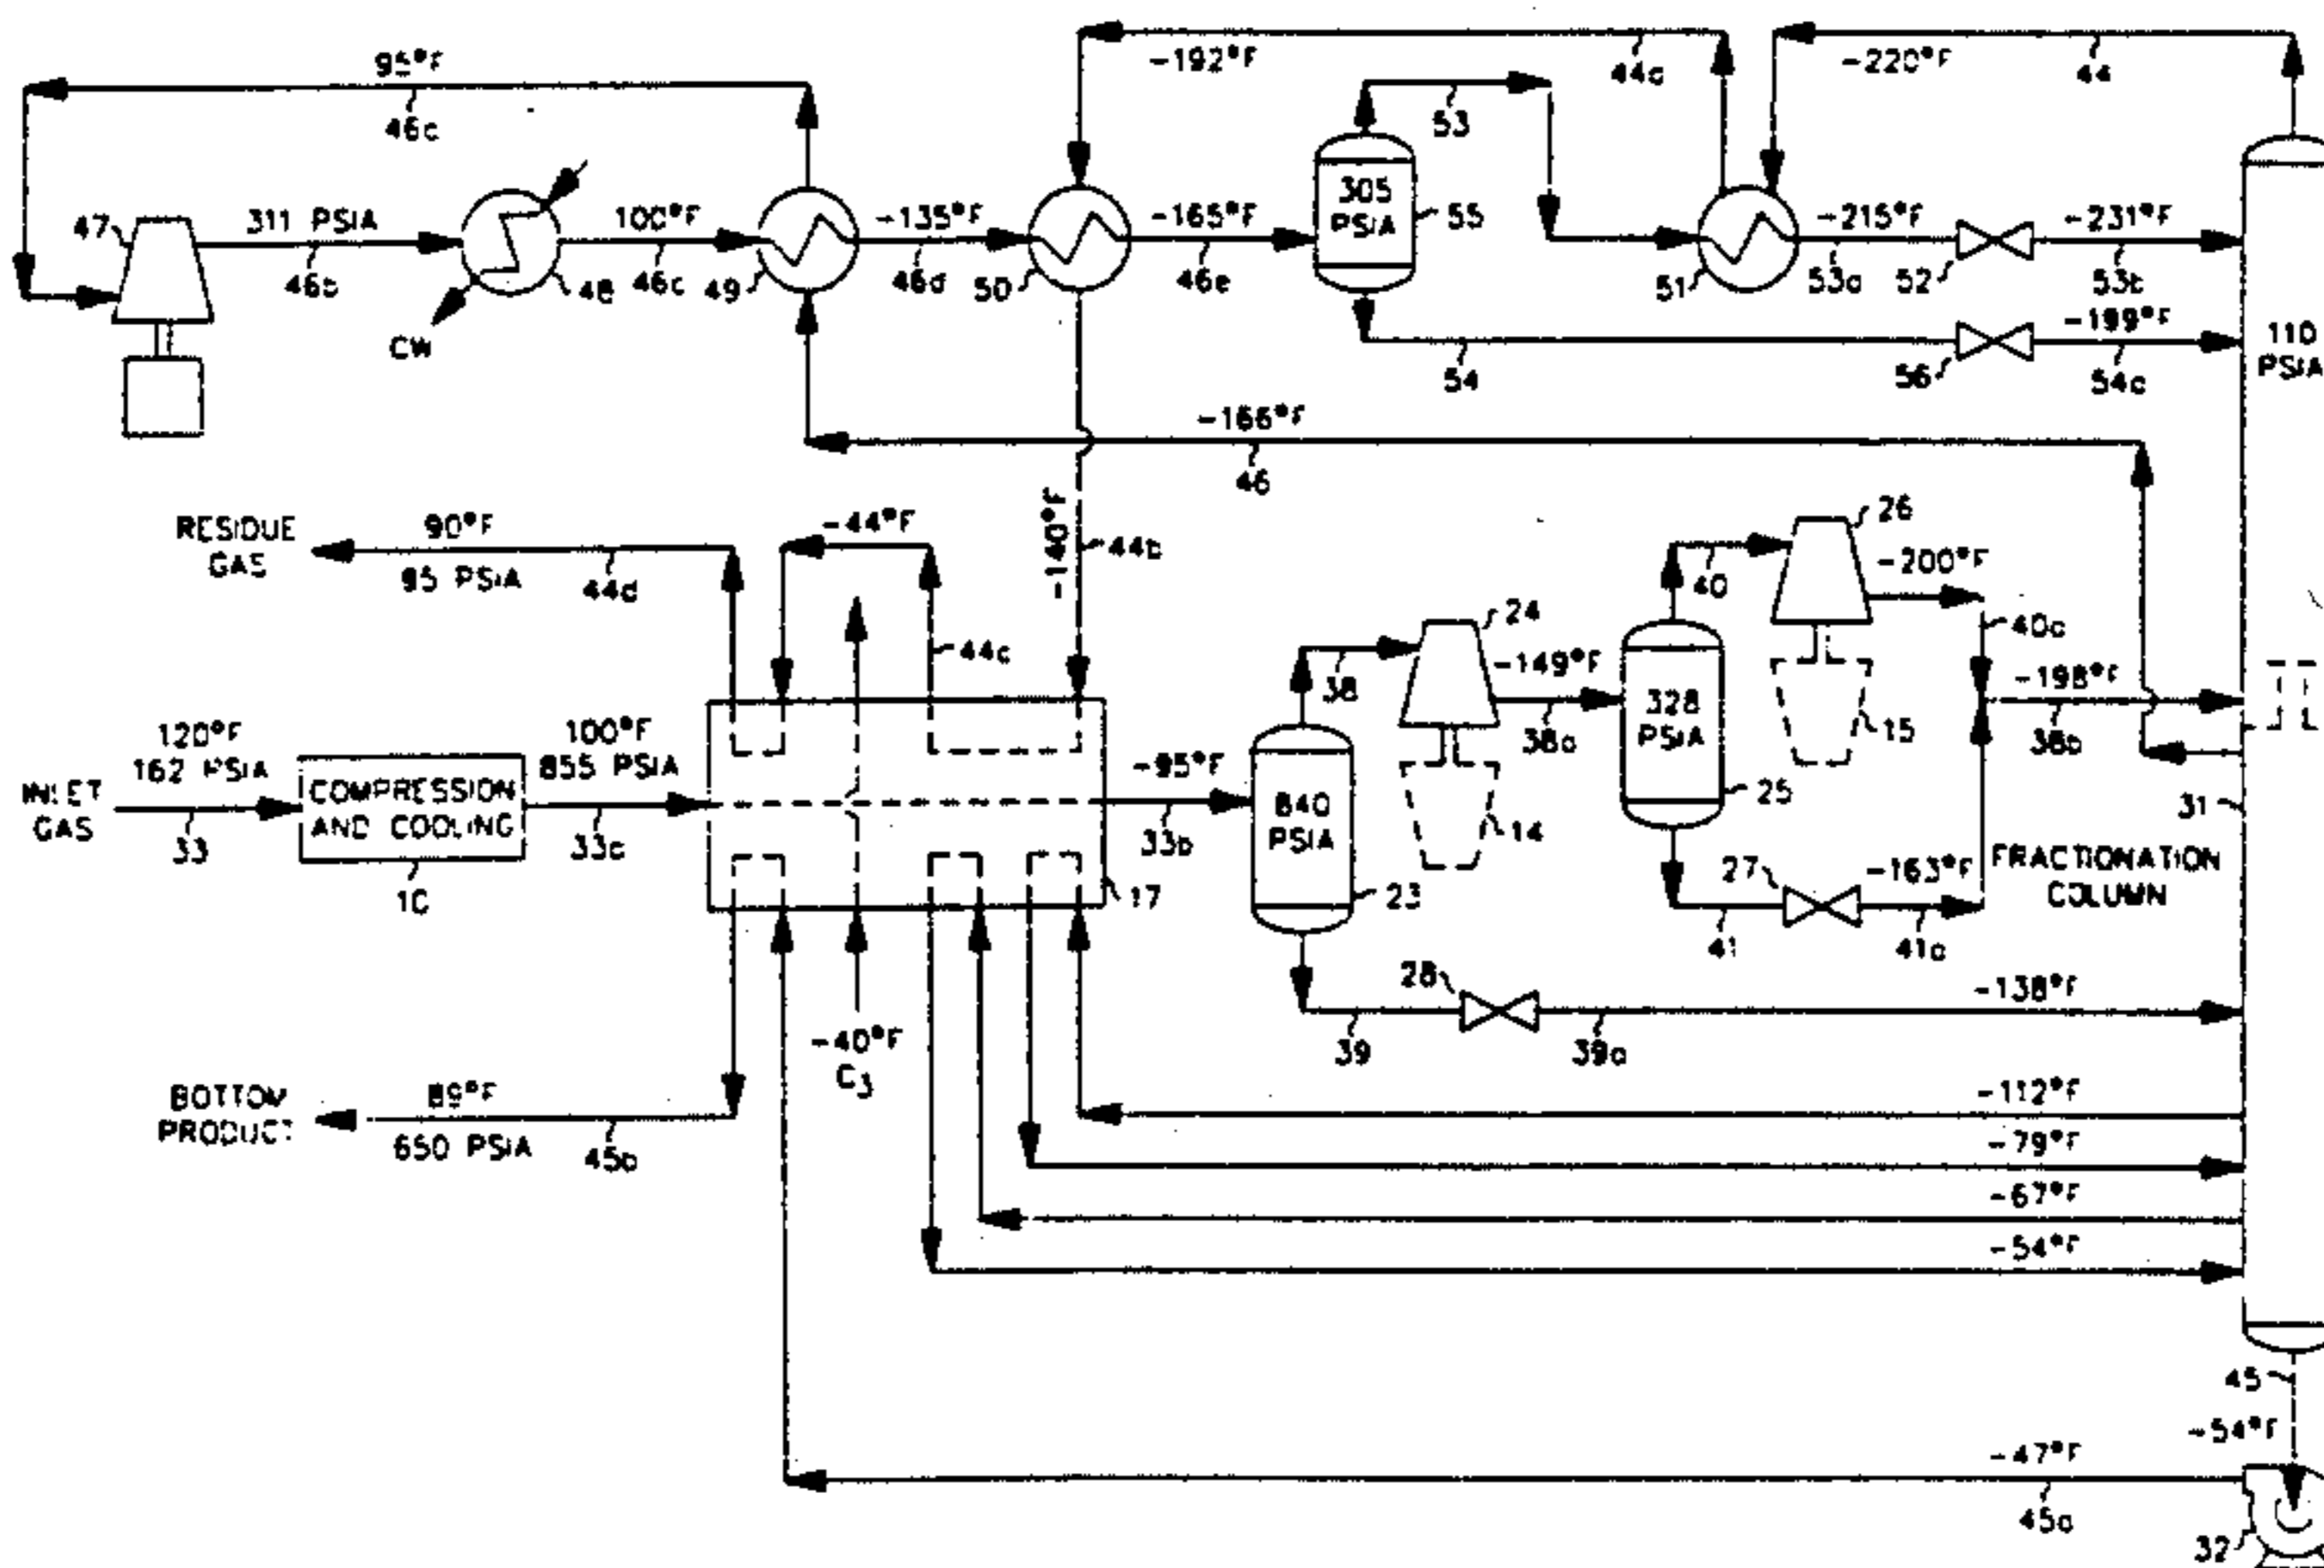 95°F
46c
-192°F
44a
-220°F
44
53
47
311 PSIA
46b
48
CW
100°F
46c
49
-135°F
46d
50
-165°F
46e
305
PSIA
55
51
-215°F
53a
52
-231°F
53b
54
56
-199°F
54c
110
PSIA
-166°F
46
RESIDUE
GAS
90°F
95 PSIA
44d
-44°F
44c
-140°F
44b
40
26
-200°F
40c
38
24
-149°F
38a
328
PSIA
25
15
-198°F
38b
INLET
GAS
120°F
162 PSIA
33
COMPRESSION
AND COOLING
10
100°F
855 PSIA
33c
17
-95°F
33b
840
PSIA
23
14
31
41
27
-163°F
41a
FRACTIONATION
COLUMN
39
28
39a
-138°F
-40°F
C3
BOTTOM
PRODUCT
89°F
650 PSIA
45b
-112°F
-79°F
-67°F
-54°F
45
-54°F
-47°F
45a
32